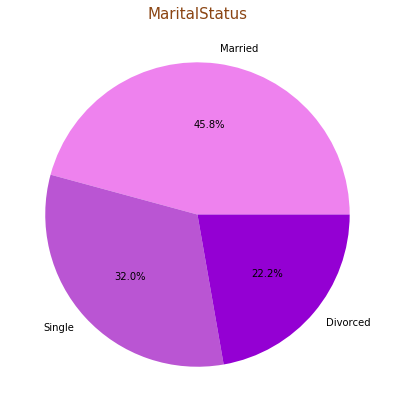 MaritalStatus
Married
45.8%
32.0%
22.2%
Single
Divorced